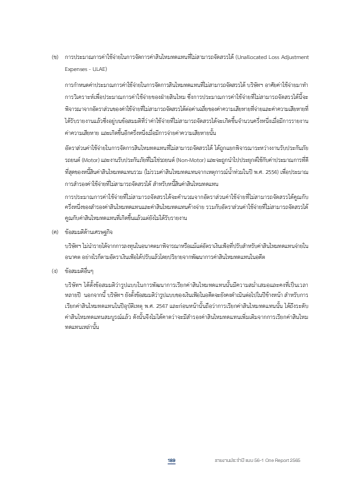 (ข) การประมาณการค่าใช้จ่ายในการจัดการค่าสินไหมทดแทนที่ไม่สามารถจัดสรรได้ (Unallocated Loss Adjustment
Expenses - ULAE)
การกำหนดค่าประมาณการค่าใช้จ่ายในการจัดการสินไหมทดแทนที่ไม่สามารถจัดสรรได้ บริษัทฯ อาศัยค่าใช้จ่ายมาทำ
การวิเคราะห์เพื่อประมาณการค่าใช้จ่ายของฝ่ายสินไหม ซึ่งการประมาณการค่าใช้จ่ายที่ไม่สามารถจัดสรรได้นี้จะ
พิจารณาจากอัตราส่วนของค่าใช้จ่ายที่ไม่สามารถจัดสรรได้ต่อค่าเฉลี่ยของค่าความเสียหายที่จ่ายและค่าความเสียหายที่
ได้รับรายงานแล้วซึ่งอยู่บนข้อสมมติที่ว่าค่าใช้จ่ายที่ไม่สามารถจัดสรรได้จะเกิดขึ้นจำนวนครึ่งหนึ่งเมื่อมีการรายงาน
ค่าความเสียหาย และเกิดขึ้นอีกครึ่งหนึ่งเมื่อมีการจ่ายค่าความเสียหายนั้น
อัตราส่วนค่าใช้จ่ายในการจัดการสินไหมทดแทนที่ไม่สามารถจัดสรรได้ ได้ถูกแยกพิจารณาระหว่างงานรับประกันภัย
รถยนต์ (Motor) และงานรับประกันภัยที่ไม่ใช่รถยนต์ (Non-Motor) และจะถูกนำไปประยุกต์ใช้กับค่าประมาณการที่ดี
ที่สุดของหนี้สินค่าสินไหมทดแทนรวม (ไม่รวมค่าสินไหมทดแทนจากเหตุการณ์น้ำท่วมในปี พ.ศ. 2554) เพื่อประมาณ
การสำรองค่าใช้จ่ายที่ไม่สามารถจัดสรรได้ สำหรับหนี้สินค่าสินไหมทดแทน
การประมาณการค่าใช้จ่ายที่ไม่สามารถจัดสรรได้จะคำนวณจากอัตราส่วนค่าใช้จ่ายที่ไม่สามารถจัดสรรได้คูณกับ
ครึ่งหนึ่งของสำรองค่าสินไหมทดแทนและค่าสินไหมทดแทนค้างจ่าย รวมกับอัตราส่วนค่าใช้จ่ายที่ไม่สามารถจัดสรรได้
คูณกับค่าสินไหมทดแทนที่เกิดขึ้นแล้วแต่ยังไม่ได้รับรายงาน
(ค) ข้อสมมติด้านเศรษฐกิจ
บริษัทฯ ไม่นำรายได้จากการลงทุนในอนาคตมาพิจารณาหรือแม้แต่อัตราเงินเฟ้อที่ปรับสำหรับค่าสินไหมทดแทนจ่ายใน
อนาคต อย่างไรก็ตามอัตราเงินเฟ้อได้ปรับแล้วโดยปริยายจากพัฒนาการค่าสินไหมทดแทนในอดีต
(ง) ข้อสมมติอื่นๆ
บริษัทฯ ได้ตั้งข้อสมมติว่ารูปแบบในการพัฒนาการเรียกค่าสินไหมทดแทนนั้นมีความสม่ำเสมอและคงที่เป็นเวลา
หลายปี นอกจากนี้ บริษัทฯ ยังตั้งข้อสมมติว่ารูปแบบของเงินเฟ้อในอดีตจะยังคงดำเนินต่อไปในปีข้างหน้า สำหรับการ
เรียกค่าสินไหมทดแทนในปีอุบัติเหตุ พ.ศ. 2567 และก่อนหน้านั้นถือว่าการเรียกค่าสินไหมทดแทนนั้น ได้ถึงระดับ
ค่าสินไหมทดแทนสมบูรณ์แล้ว ดังนั้นจึงไม่ได้คาดว่าจะมีสำรองค่าสินไหมทดแทนเพิ่มเติมจากการเรียกค่าสินไหม
ทดแทนเหล่านั้น